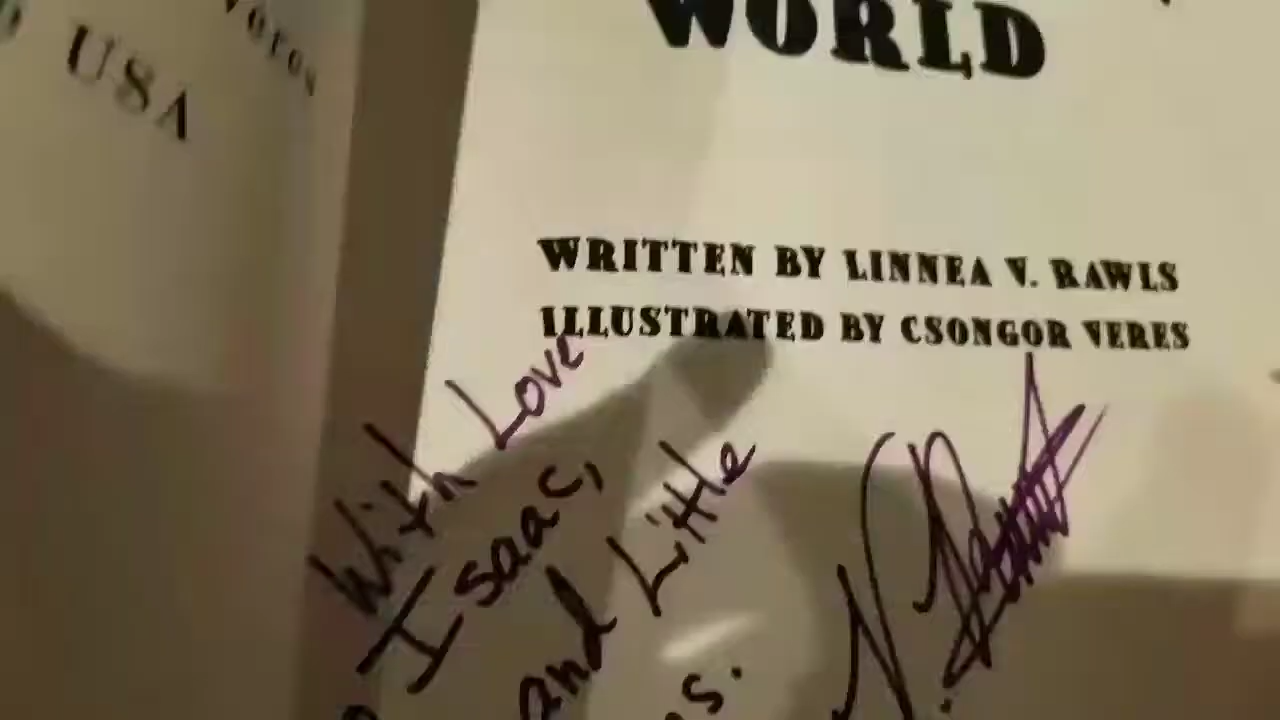 USA
WORLD
WRITTEN BY LINNEA V. RAWLS
ILLUSTRATED BY CSONGOR VERES
With Love
Isaac,
and Little